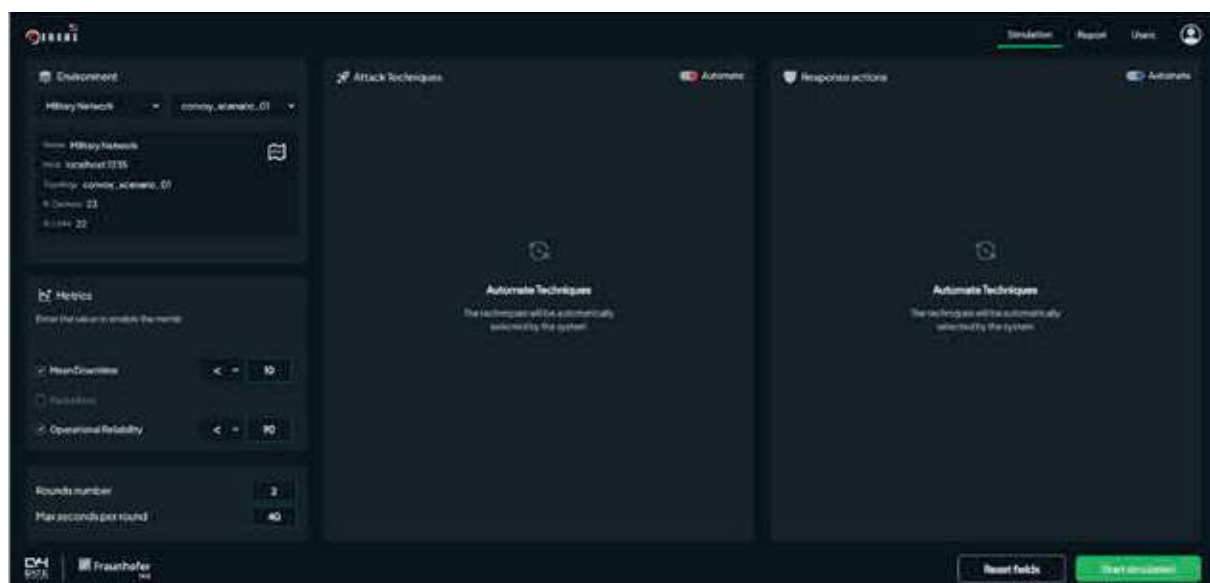 Simulation Report Users
Environment
Military Network convoy_scenario_01
Name: Military Network
Host: localhost:1235
Topology: convoy_scenario_01
# Devices: 23
# Links: 22
Metrics
Enter the value to enable the metric
Mean Downtime < 10
Operational Reliability < 90
Rounds number
Max seconds per round 40
Attack Techniques Automate
Automate Techniques
The techniques will be automatically
selected by the system
Response actions Automate
Automate Techniques
The techniques will be automatically
selected by the system
Fraunhofer
Reset fields Start simulation